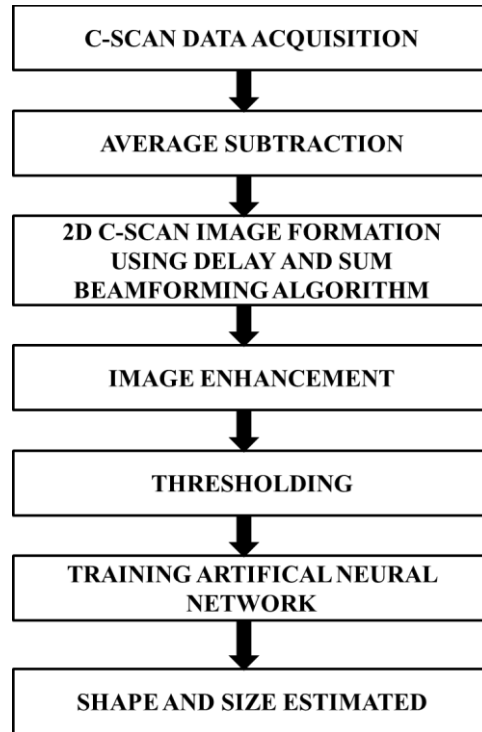 C-SCAN DATA ACQUISITION
AVERAGE SUBTRACTION
2D C-SCAN IMAGE FORMATION
USING DELAY AND SUM
BEAMFORMING ALGORITHM
IMAGE ENHANCEMENT
THRESHOLDING
TRAINING ARTIFICAL NEURAL
NETWORK
SHAPE AND SIZE ESTIMATED